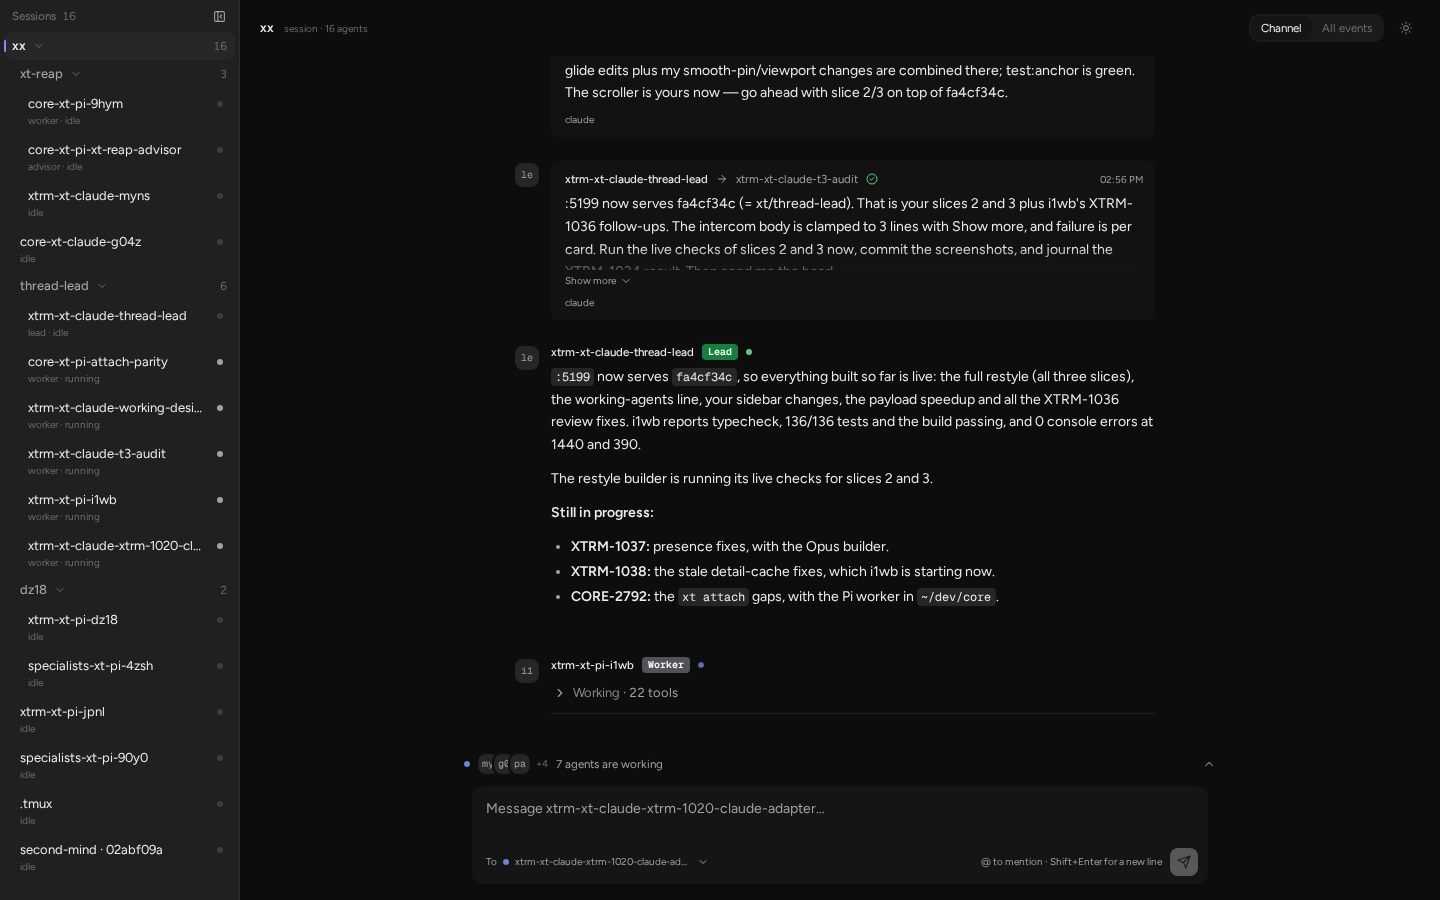 Sessions 16
xx 16
xt-reap 3
core-xt-pi-9hym
worker · idle
core-xt-pi-xt-reap-advisor
advisor · idle
xtrm-xt-claude-myns
idle
core-xt-claude-g04z
idle
thread-lead 6
xtrm-xt-claude-thread-lead
lead · idle
core-xt-pi-attach-parity
worker · running
xtrm-xt-claude-working-desi...
worker · running
xtrm-xt-claude-t3-audit
worker · running
xtrm-xt-pi-i1wb
worker · running
xtrm-xt-claude-xtrm-1020-cl...
worker · running
dz18 2
xtrm-xt-pi-dz18
idle
specialists-xt-pi-4zsh
idle
xtrm-xt-pi-jpnl
idle
specialists-xt-pi-90y0
idle
.tmux
idle
second-mind · 02abf09a
idle
xx session · 16 agents
Channel All events
glide edits plus my smooth-pin/viewport changes are combined there; test:anchor is green.
The scroller is yours now — go ahead with slice 2/3 on top of fa4cf34c.
claude
le
xtrm-xt-claude-thread-lead → xtrm-xt-claude-t3-audit 02:56 PM
:5199 now serves fa4cf34c (= xt/thread-lead). That is your slices 2 and 3 plus i1wb's XTRM-
1036 follow-ups. The intercom body is clamped to 3 lines with Show more, and failure is per
card. Run the live checks of slices 2 and 3 now, commit the screenshots, and journal the
XTRM-1034 result. Then send me the head.
Show more
claude
le
xtrm-xt-claude-thread-lead Lead
:5199 now serves fa4cf34c, so everything built so far is live: the full restyle (all three slices),
the working-agents line, your sidebar changes, the payload speedup and all the XTRM-1036
review fixes. i1wb reports typecheck, 136/136 tests and the build passing, and 0 console errors at
1440 and 390.
The restyle builder is running its live checks for slices 2 and 3.
Still in progress:
• XTRM-1037: presence fixes, with the Opus builder.
• XTRM-1038: the stale detail-cache fixes, which i1wb is starting now.
• CORE-2792: the xt attach gaps, with the Pi worker in ~/dev/core.
i1
xtrm-xt-pi-i1wb Worker
Working · 22 tools
my g0 pa +4 7 agents are working
Message xtrm-xt-claude-xtrm-1020-claude-adapter...
To xtrm-xt-claude-xtrm-1020-claude-ad... @ to mention · Shift+Enter for a new line